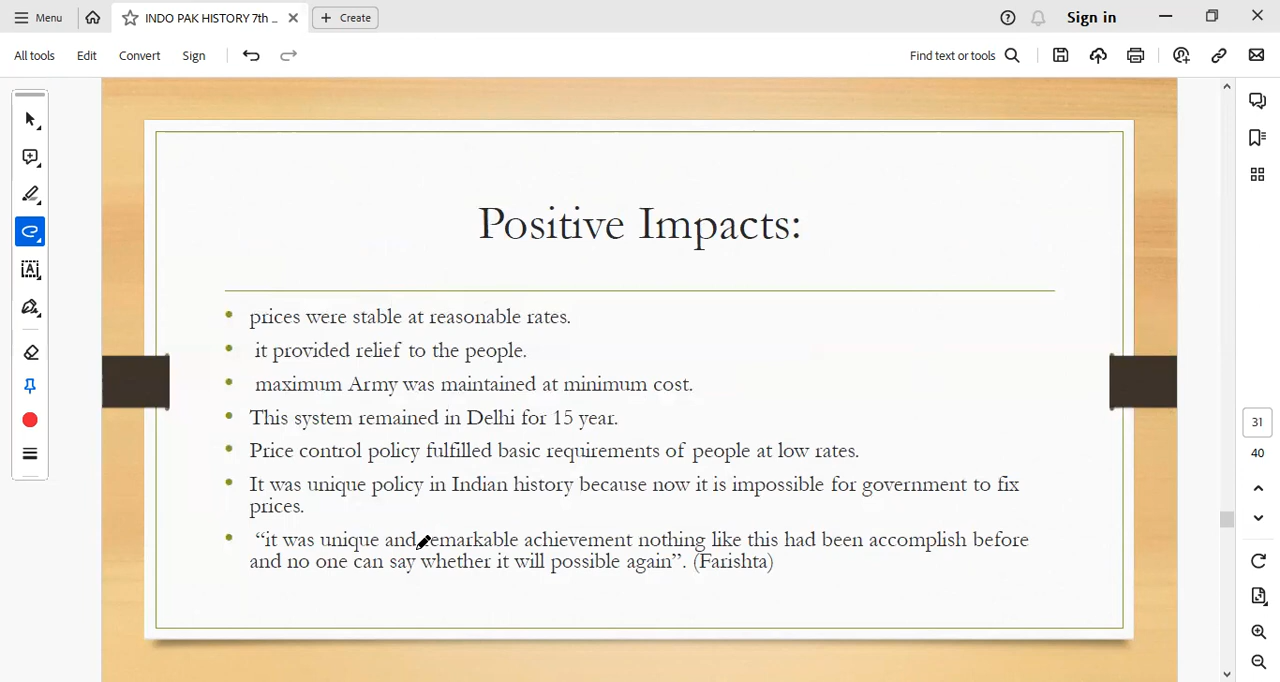 Menu
INDO PAK HISTORY 7th ...
Create
Sign in
All tools
Edit
Convert
Sign
Find text or tools
Positive Impacts:
• prices were stable at reasonable rates.
• it provided relief to the people.
• maximum Army was maintained at minimum cost.
• This system remained in Delhi for 15 year.
• Price control policy fulfilled basic requirements of people at low rates.
• It was unique policy in Indian history because now it is impossible for government to fix
prices.
• “it was unique and remarkable achievement nothing like this had been accomplish before
and no one can say whether it will possible again”. (Farishta)
31
40